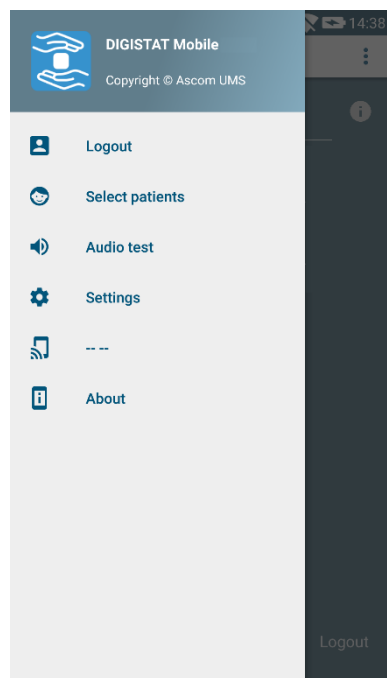 14:38
DIGISTAT Mobile
Copyright © Ascom UMS
Logout
Select patients
Audio test
Settings
-- --
About
Logout